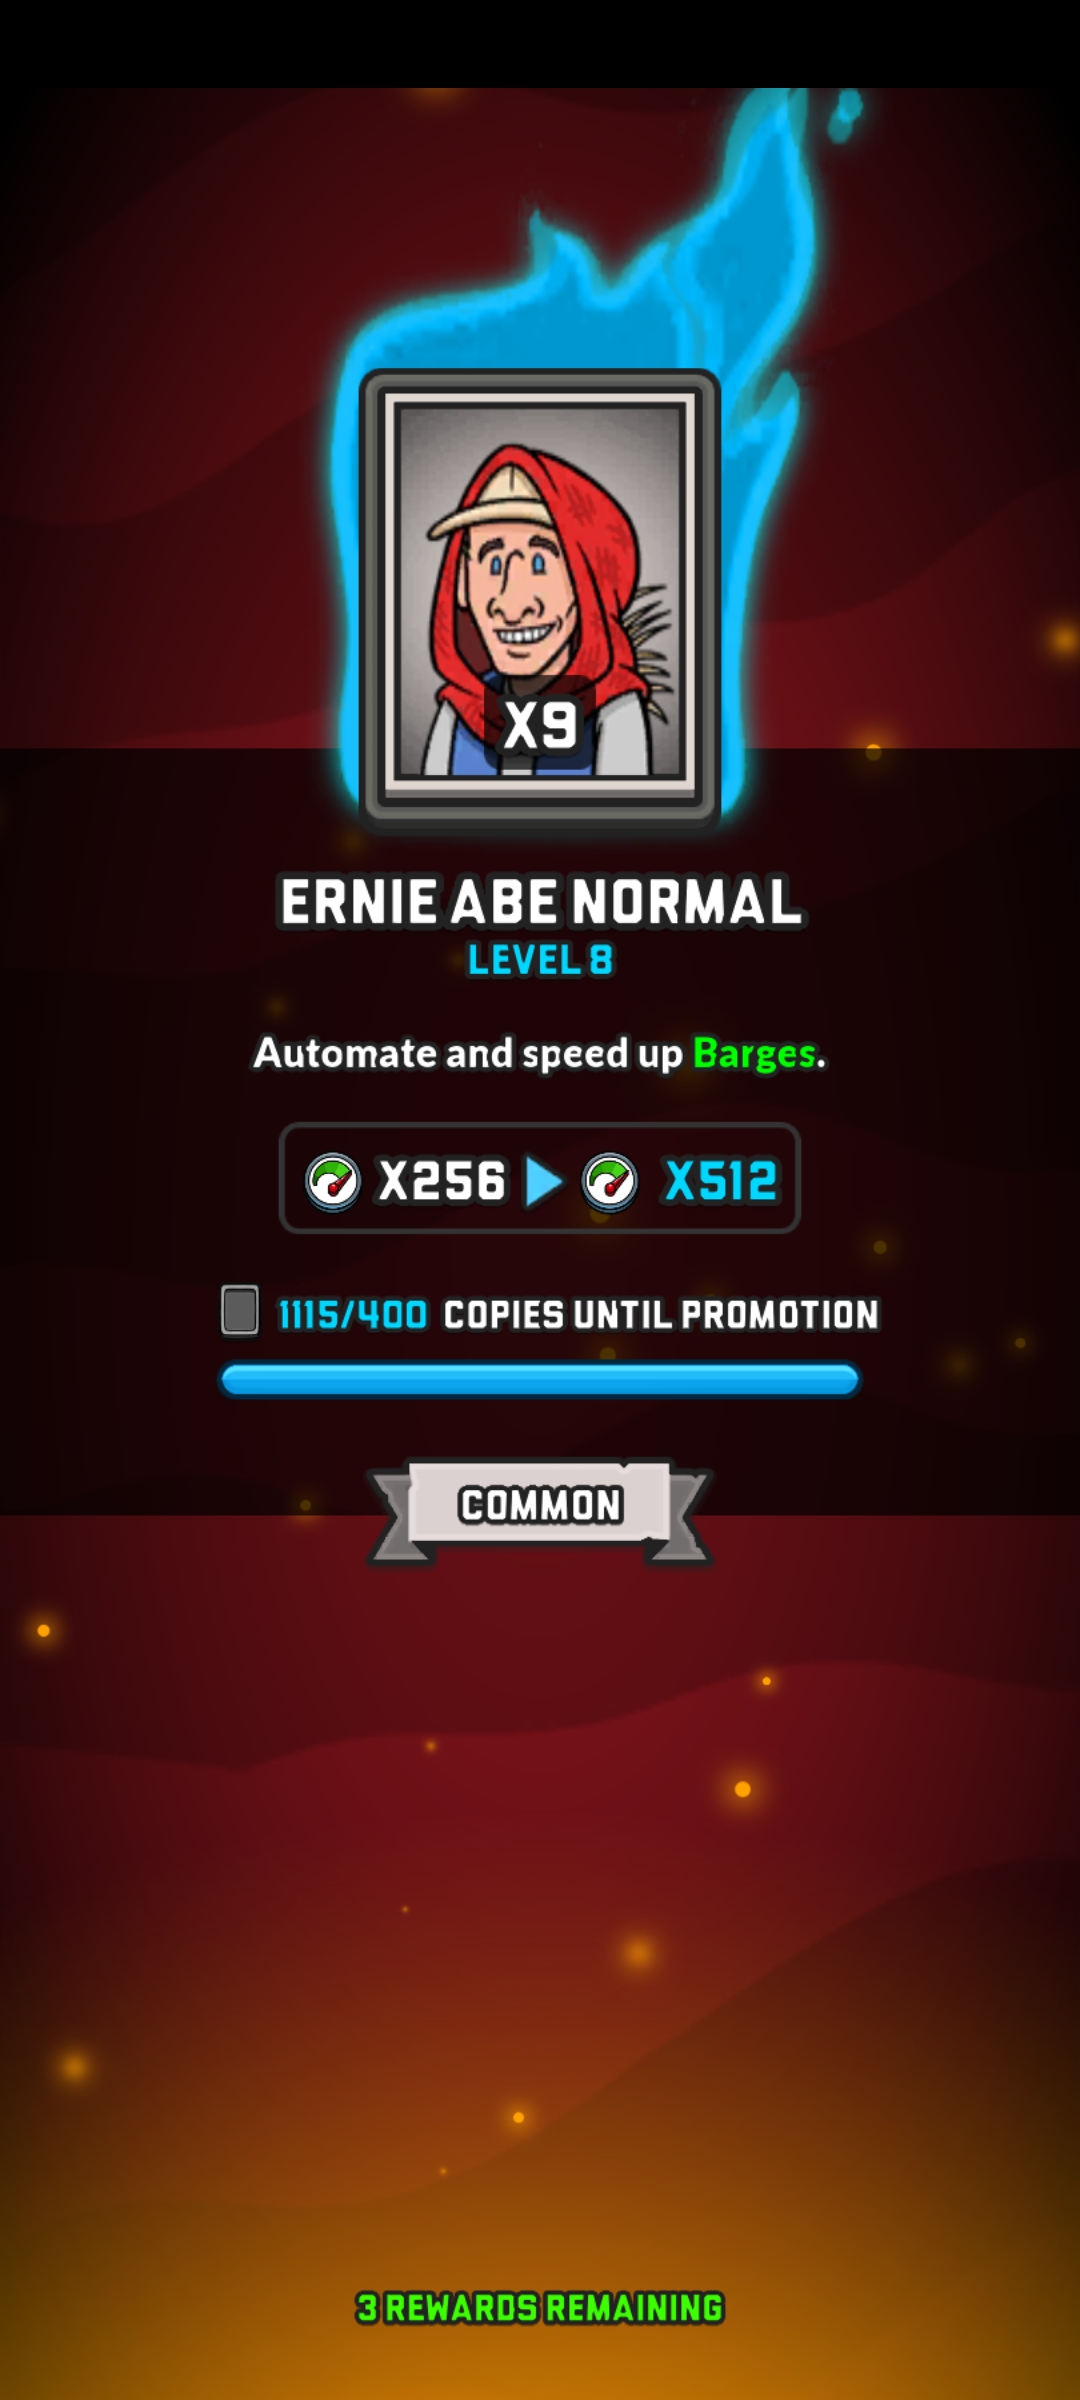 X9
ERNIE ABE NORMAL
LEVEL 8
Automate and speed up Barges.
X256 X512
1115/400 COPIES UNTIL PROMOTION
COMMON
3 REWARDS REMAINING